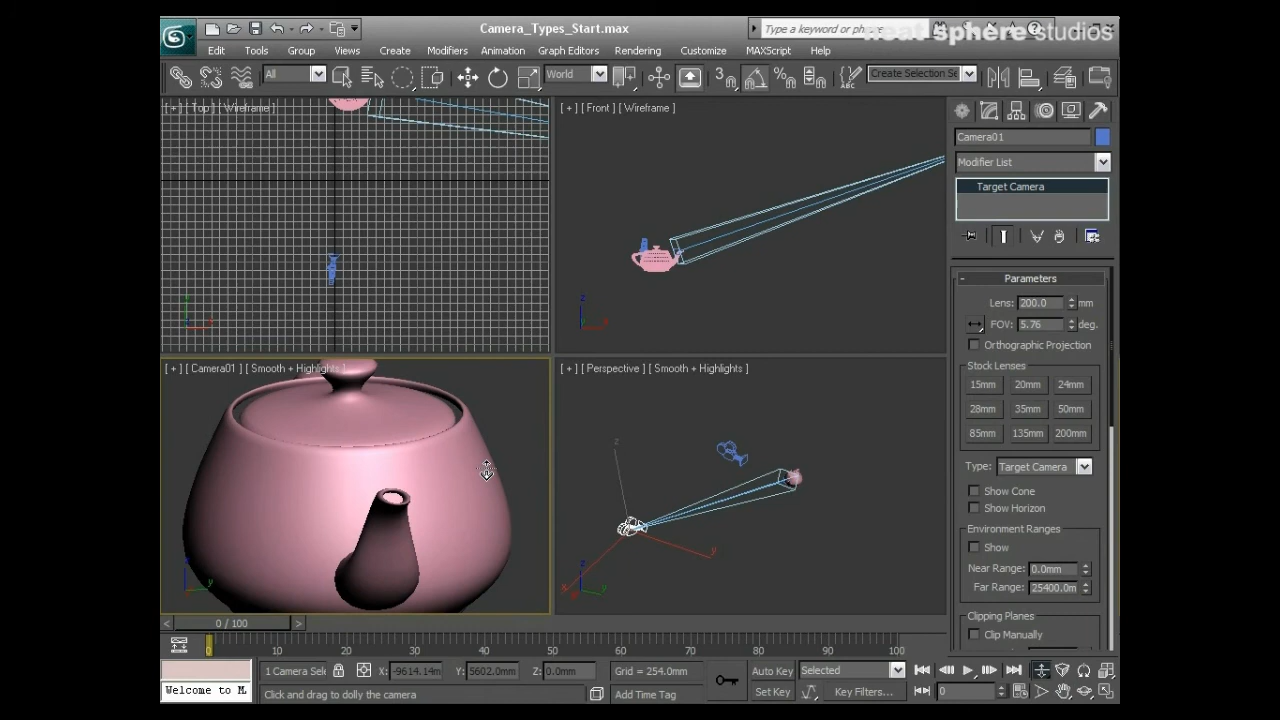 Camera_Types_Start.max
Type a keyword or phrase
neat sphere studios
Edit Tools Group Views Create Modifiers Animation Graph Editors Rendering Customize MAXScript Help
All
World
3
Create Selection Se
[ + ] [ Top ] [ Wireframe ]
[ + ] [ Front ] [ Wireframe ]
Camera01
Modifier List
Target Camera
- Parameters
Lens: 200.0 mm
FOV: 5.76 deg.
Orthographic Projection
Stock Lenses
15mm 20mm 24mm
28mm 35mm 50mm
85mm 135mm 200mm
Type: Target Camera
Show Cone
Show Horizon
Environment Ranges
Show
Near Range: 0.0mm
Far Range: 25400.0m
Clipping Planes
Clip Manually
[ + ] [ Camera01 ] [ Smooth + Highlights ]
[ + ] [ Perspective ] [ Smooth + Highlights ]
z
y
x
< 0 / 100 >
0 10 20 30 40 50 60 70 80 90 100
1 Camera Sel X: -9614.14m Y: 5602.0mm Z: 0.0mm Grid = 254.0mm Auto Key Selected
Welcome to M Click and drag to dolly the camera Add Time Tag Set Key Key Filters... 0